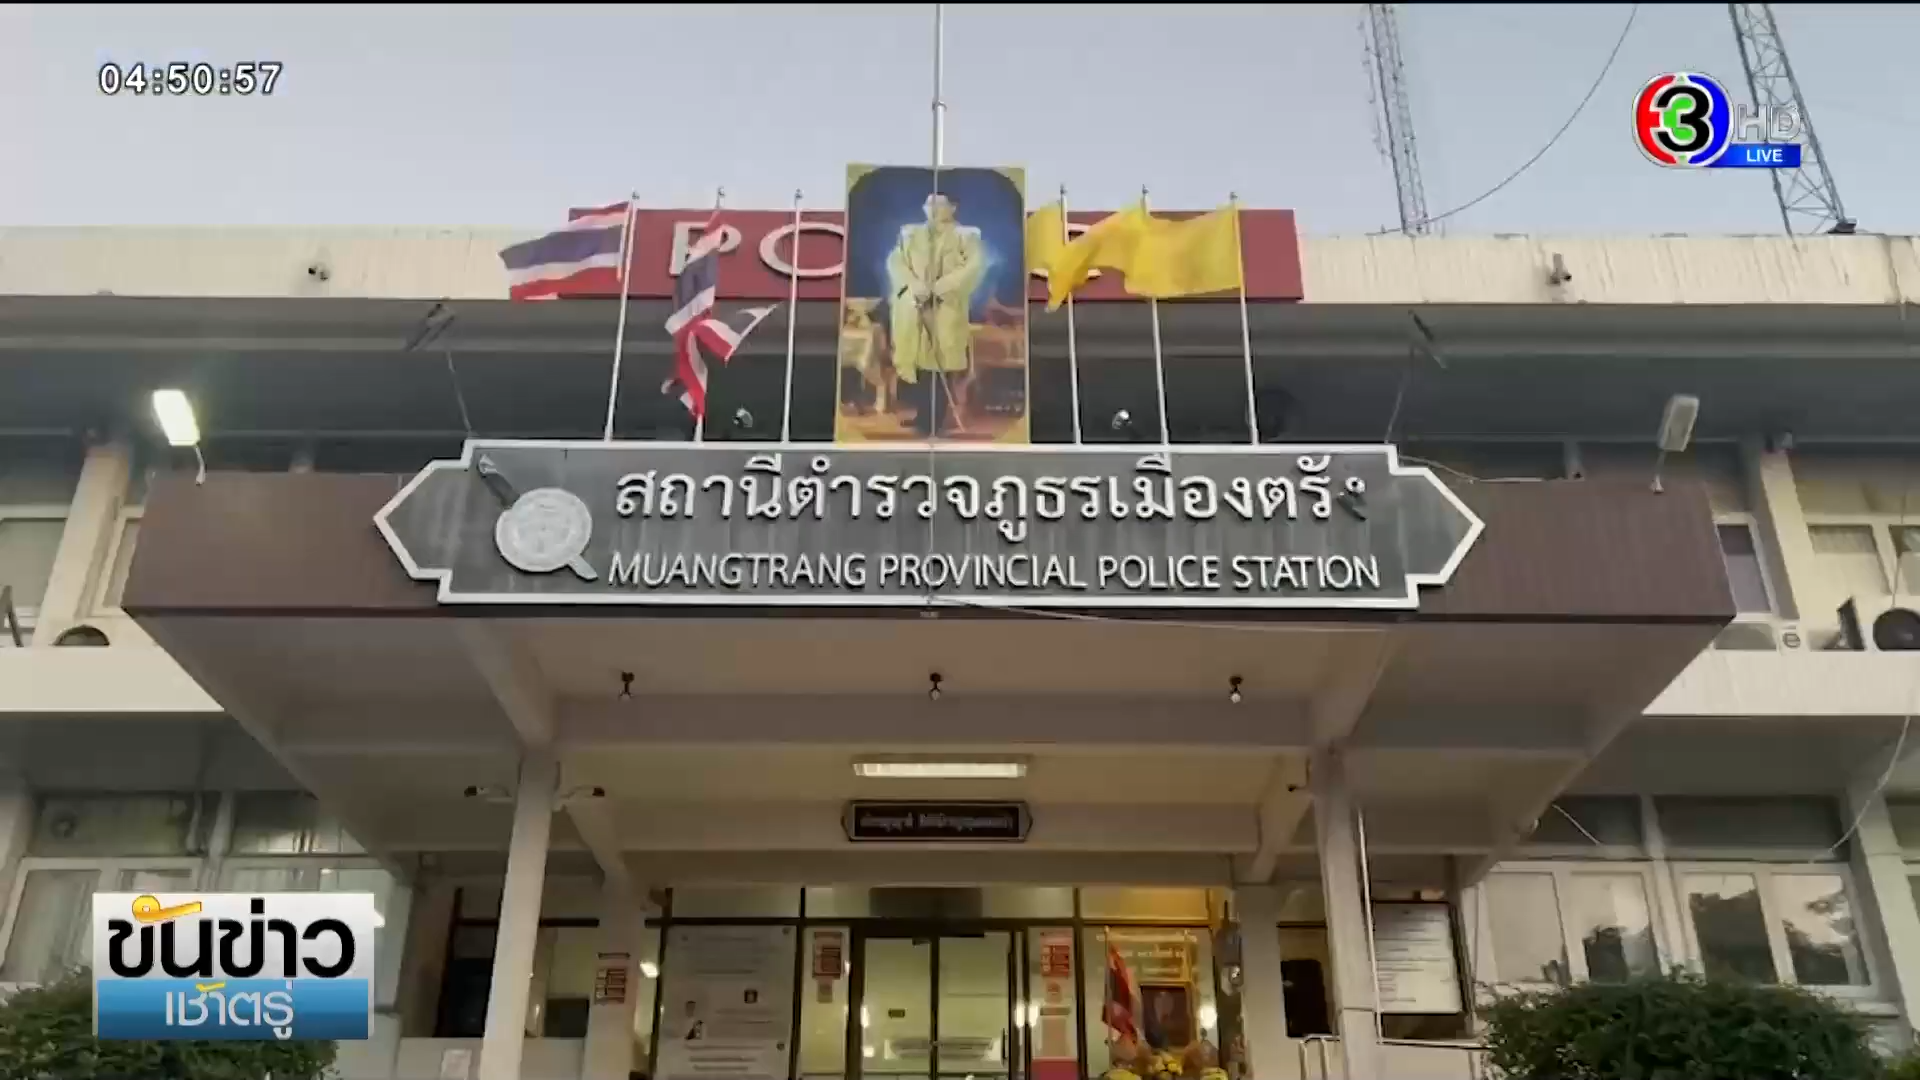 04:50:57
3 HD
LIVE
PO
สถานีตำรวจภูธรเมืองตรัง
MUANGTRANG PROVINCIAL POLICE STATION
ขันข่าว
เช้าตรู่